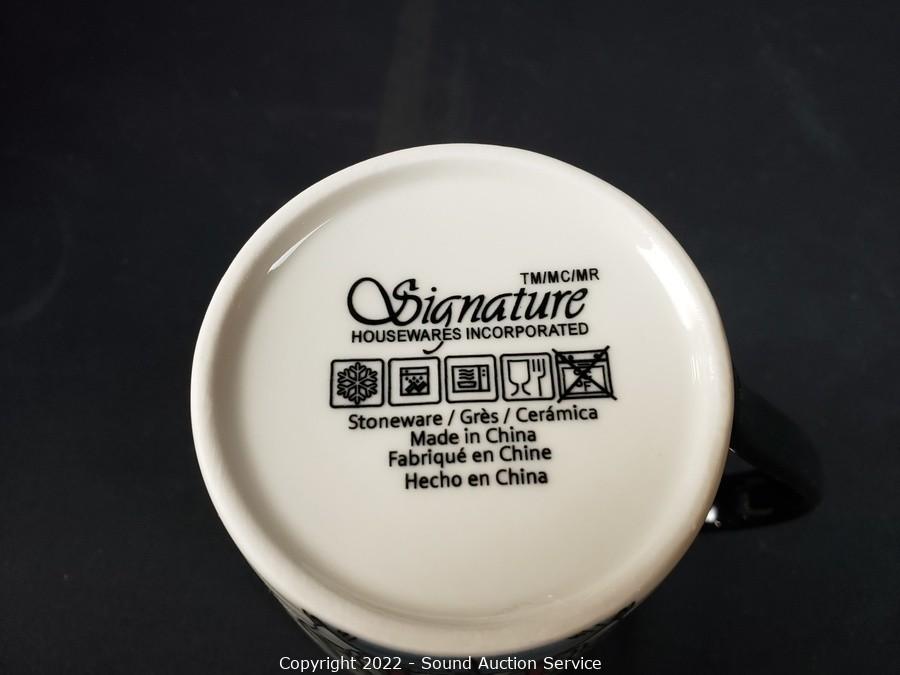 TM/MC/MR
Signature
HOUSEWARES INCORPORATED
Stoneware / Grès / Cerámica
Made in China
Fabriqué en Chine
Hecho en China
Copyright 2022 - Sound Auction Service